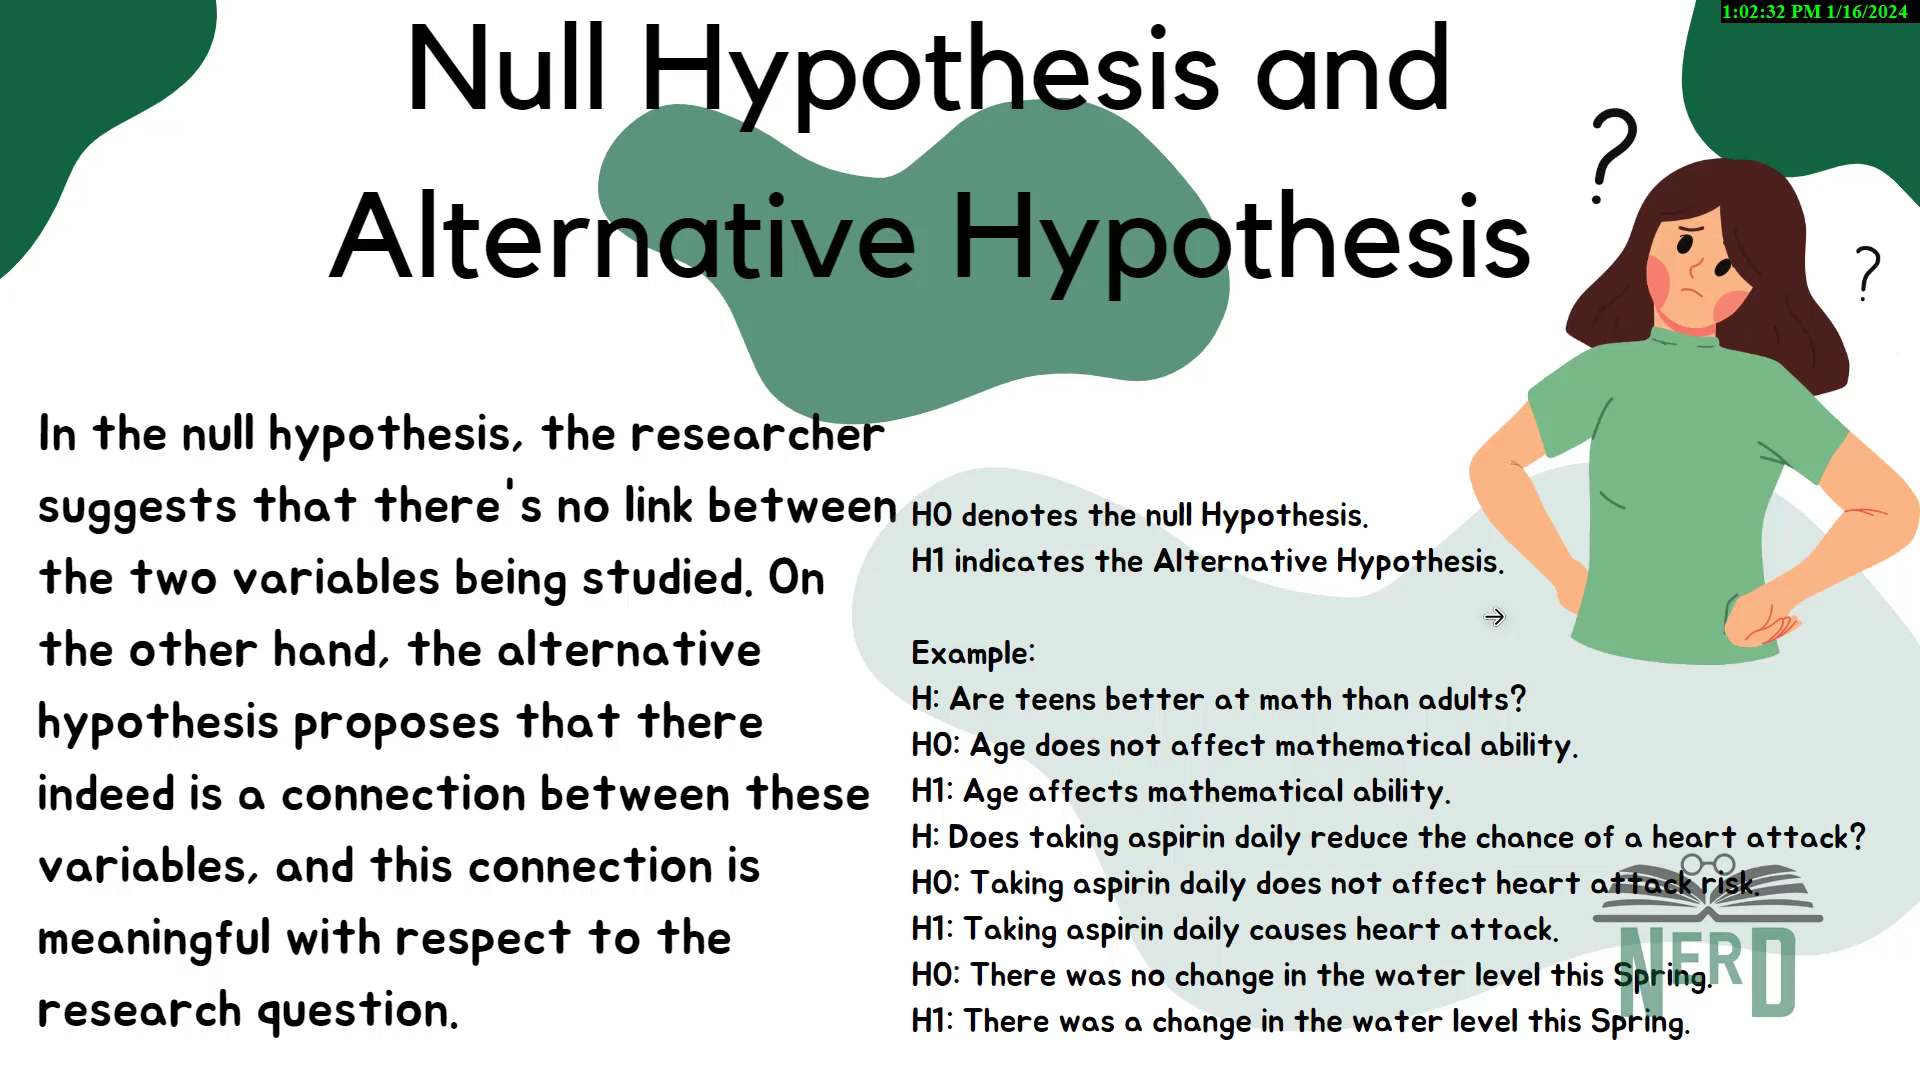 1:02:32 PM 1/16/2024
Null Hypothesis and
Alternative Hypothesis
?
?
In the null hypothesis, the researcher
suggests that there's no link between
the two variables being studied. On
the other hand, the alternative
hypothesis proposes that there
indeed is a connection between these
variables, and this connection is
meaningful with respect to the
research question.
H0 denotes the null Hypothesis.
H1 indicates the Alternative Hypothesis.
Example:
H: Are teens better at math than adults?
H0: Age does not affect mathematical ability.
H1: Age affects mathematical ability.
H: Does taking aspirin daily reduce the chance of a heart attack?
H0: Taking aspirin daily does not affect heart attack risk.
H1: Taking aspirin daily causes heart attack.
H0: There was no change in the water level this Spring.
H1: There was a change in the water level this Spring.
NERD